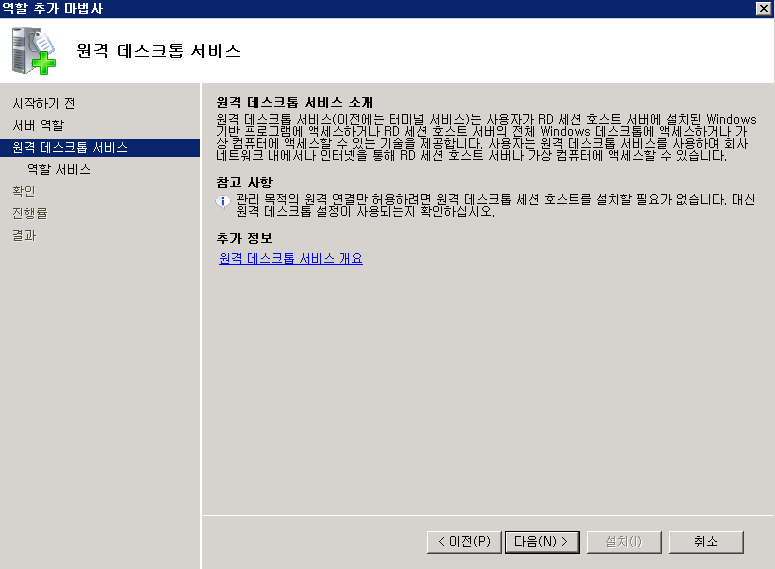 역할 추가 마법사
원격 데스크톱 서비스
시작하기 전
서버 역할
원격 데스크톱 서비스
역할 서비스
확인
진행률
결과
원격 데스크톱 서비스 소개
원격 데스크톱 서비스(이전에는 터미널 서비스)는 사용자가 RD 세션 호스트 서버에 설치된 Windows
기반 프로그램에 액세스하거나 RD 세션 호스트 서버의 전체 Windows 데스크톱에 액세스하거나 가
상 컴퓨터에 액세스할 수 있는 기술을 제공합니다. 사용자는 원격 데스크톱 서비스를 사용하여 회사
네트워크 내에서나 인터넷을 통해 RD 세션 호스트 서버나 가상 컴퓨터에 액세스할 수 있습니다.
참고 사항
관리 목적의 원격 연결만 허용하려면 원격 데스크톱 세션 호스트를 설치할 필요가 없습니다. 대신
원격 데스크톱 설정이 사용되는지 확인하십시오.
추가 정보
원격 데스크톱 서비스 개요
< 이전(P)
다음(N) >
설치(I)
취소